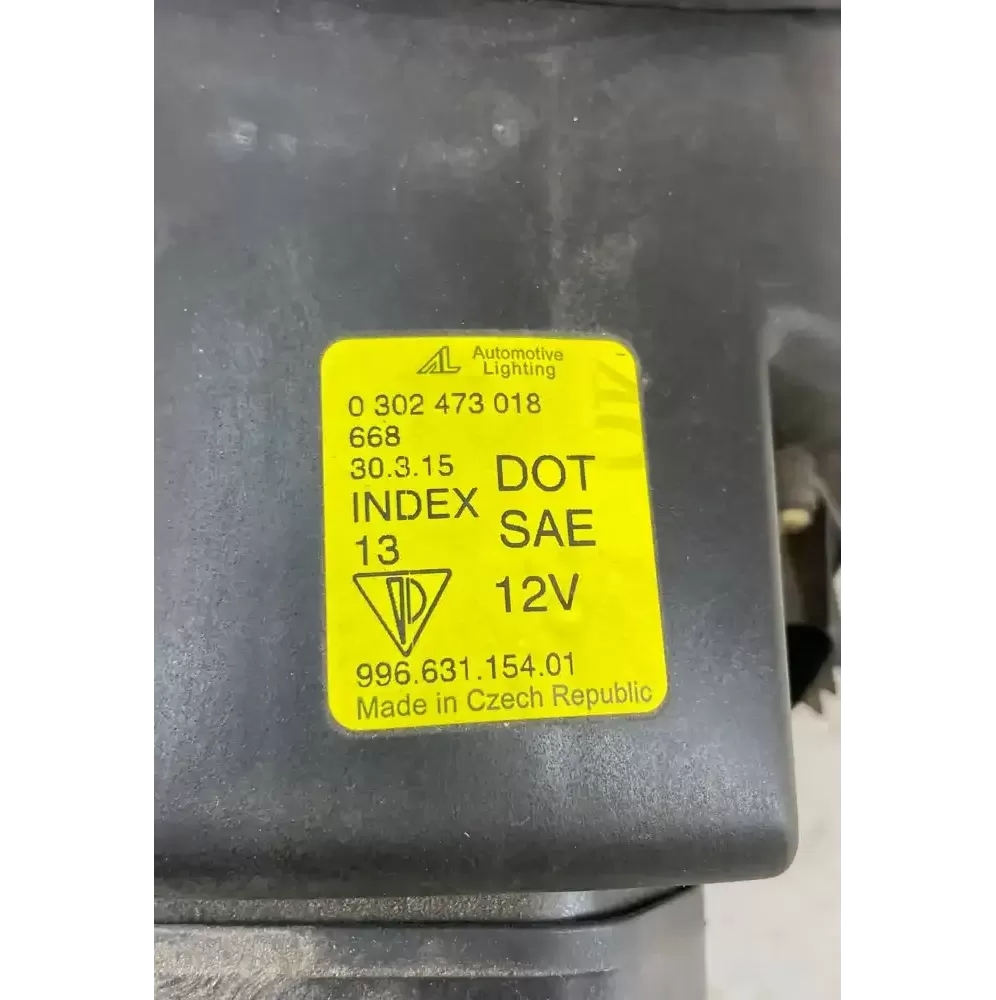 AL Automotive
Lighting
0 302 473 018
668
30.3.15
INDEX
13
DOT
SAE
12V
996.631.154.01
Made in Czech Republic